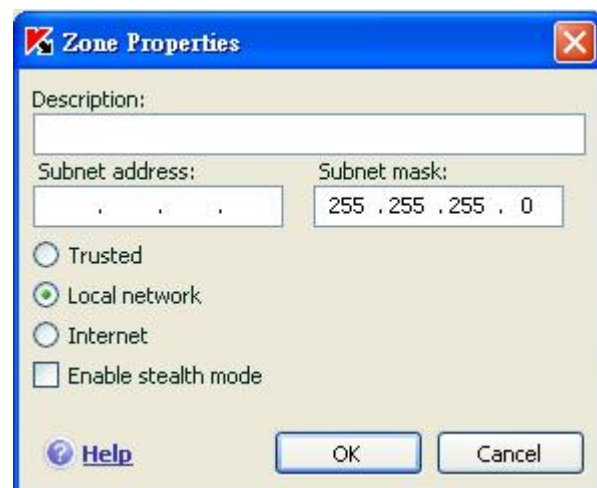 Zone Properties
Description:
Subnet address: Subnet mask:
. . . 255 . 255 . 255 . 0
Trusted
Local network
Internet
Enable stealth mode
Help OK Cancel